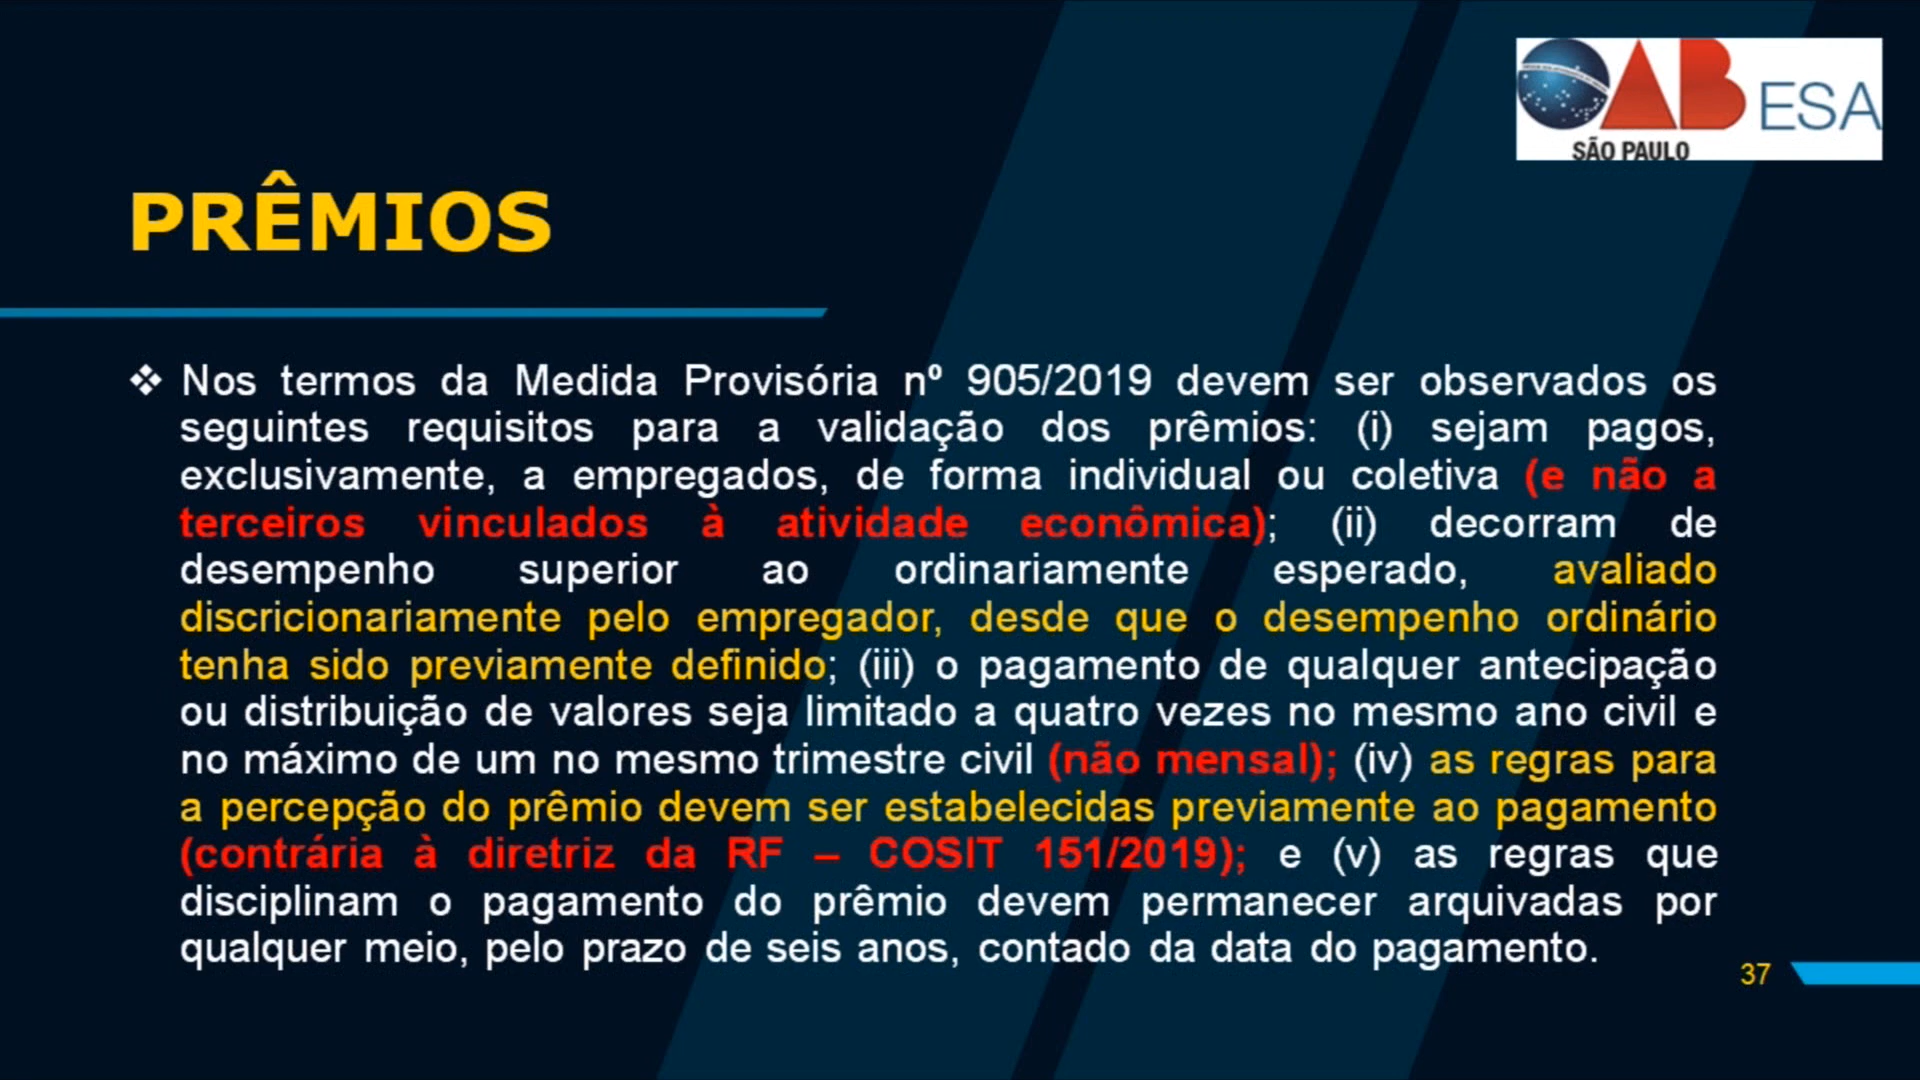 OAB ESA
SÃO PAULO
PRÊMIOS
❖ Nos termos da Medida Provisória nº 905/2019 devem ser observados os
seguintes requisitos para a validação dos prêmios: (i) sejam pagos,
exclusivamente, a empregados, de forma individual ou coletiva (e não a
terceiros vinculados à atividade econômica); (ii) decorram de
desempenho superior ao ordinariamente esperado, avaliado
discricionariamente pelo empregador, desde que o desempenho ordinário
tenha sido previamente definido; (iii) o pagamento de qualquer antecipação
ou distribuição de valores seja limitado a quatro vezes no mesmo ano civil e
no máximo de um no mesmo trimestre civil (não mensal); (iv) as regras para
a percepção do prêmio devem ser estabelecidas previamente ao pagamento
(contrária à diretriz da RF – COSIT 151/2019); e (v) as regras que
disciplinam o pagamento do prêmio devem permanecer arquivadas por
qualquer meio, pelo prazo de seis anos, contado da data do pagamento.
37